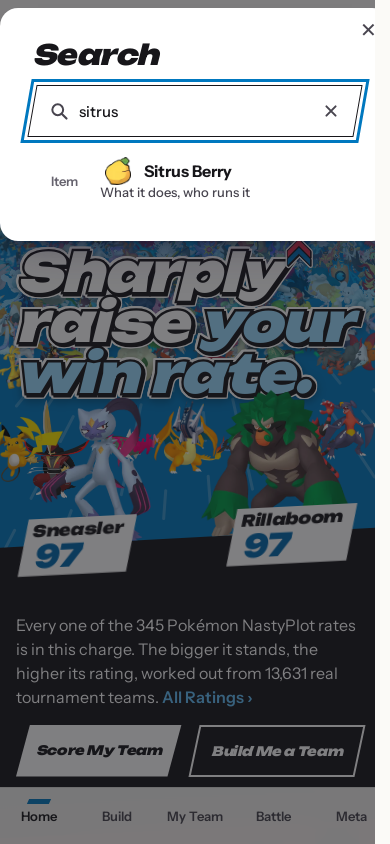 Search
sitrus
Item
Sitrus Berry
What it does, who runs it
Sharply
raise your
win rate.
Sneasler
97
Rillaboom
97
Every one of the 345 Pokémon NastyPlot rates
is in this charge. The bigger it stands, the
higher its rating, worked out from 13,631 real
tournament teams. All Ratings ›
Score My Team
Build Me a Team
Home
Build
My Team
Battle
Meta